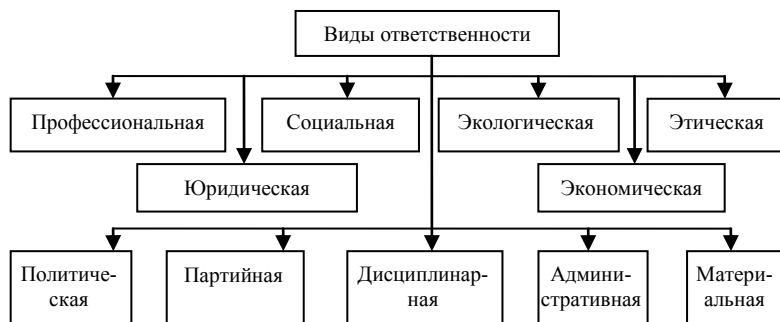 Виды ответственности
Профессиональная
Социальная
Экологическая
Этическая
Юридическая
Экономическая
Политиче-
ская
Партийная
Дисциплинар-
ная
Админи-
стративная
Матери-
альная